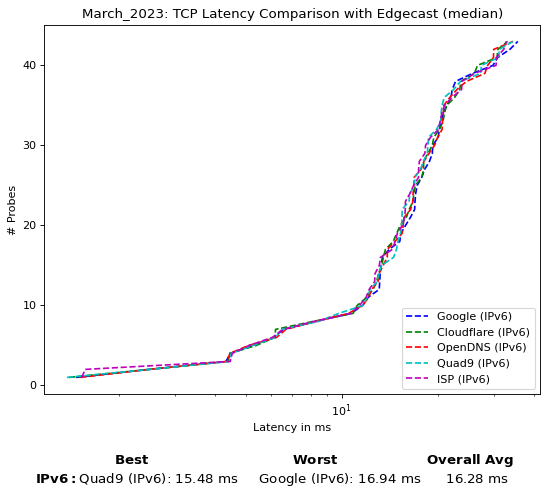 March_2023: TCP Latency Comparison with Edgecast (median)
40
30
20
10
0
# Probes
10^1
Latency in ms
Google (IPv6)
Cloudflare (IPv6)
OpenDNS (IPv6)
Quad9 (IPv6)
ISP (IPv6)
Best Worst Overall Avg
IPv6: Quad9 (IPv6): 15.48 ms Google (IPv6): 16.94 ms 16.28 ms